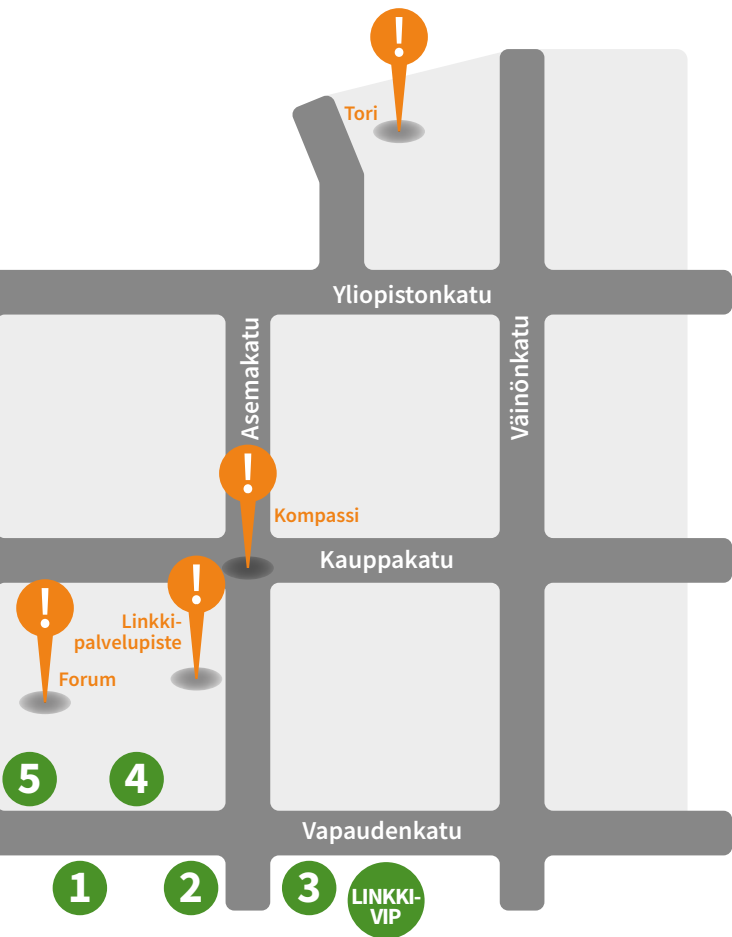 !
Tori
Yliopistonkatu
Asemakatu
Väinönkatu
!
Kompassi
Kauppakatu
!
Linkki-
palvelupiste
!
Forum
5
4
Vapaudenkatu
1
2
3
LINKKI-
VIP